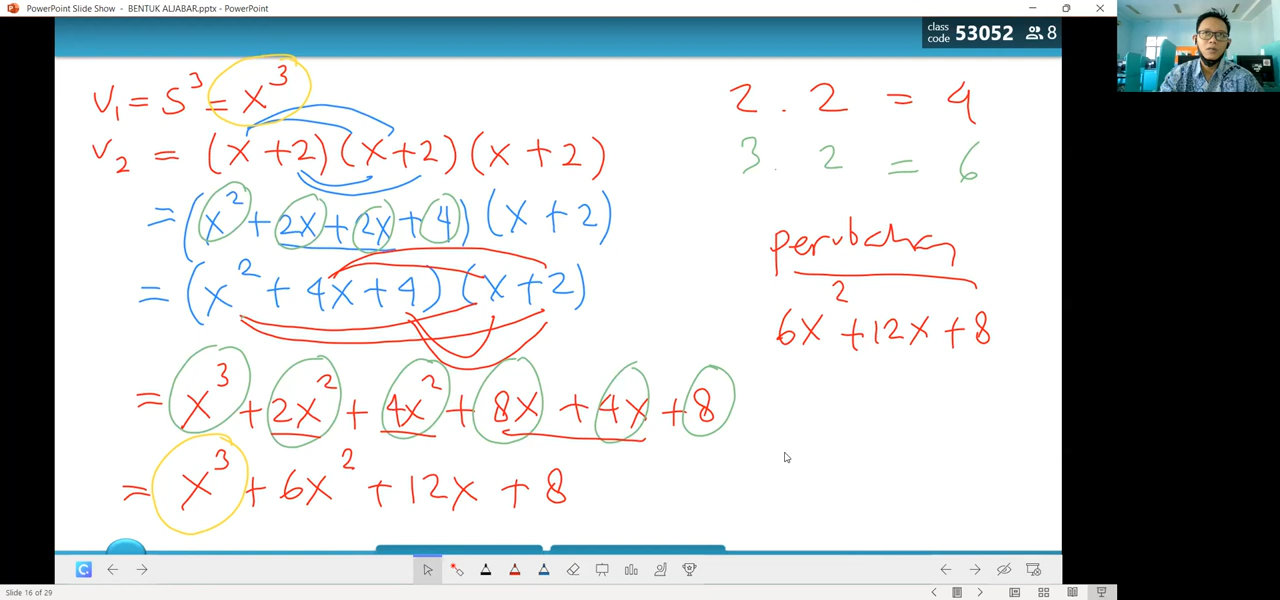 PowerPoint Slide Show - BENTUK ALJABAR.pptx - PowerPoint
class code 53052 8
V₁ = S³ = x³
V₂ = (x + 2)(x + 2)(x + 2)
= (x² + 2x + 2x + 4)(x + 2)
= (x² + 4x + 4)(x + 2)
= x³ + 2x² + 4x² + 8x + 4x + 8
= x³ + 6x² + 12x + 8
2 . 2 = 4
3 . 2 = 6
perubahan
6x² + 12x + 8
Slide 16 of 29